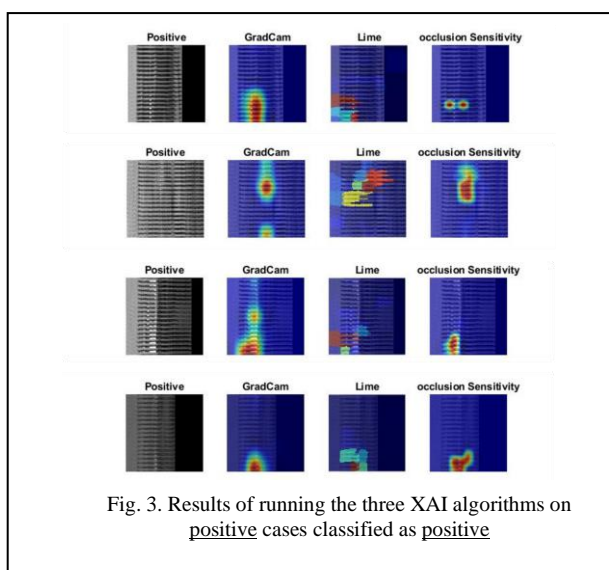 Positive GradCam Lime occlusion Sensitivity
Positive GradCam Lime occlusion Sensitivity
Positive GradCam Lime occlusion Sensitivity
Positive GradCam Lime occlusion Sensitivity
Fig. 3. Results of running the three XAI algorithms on
positive cases classified as positive